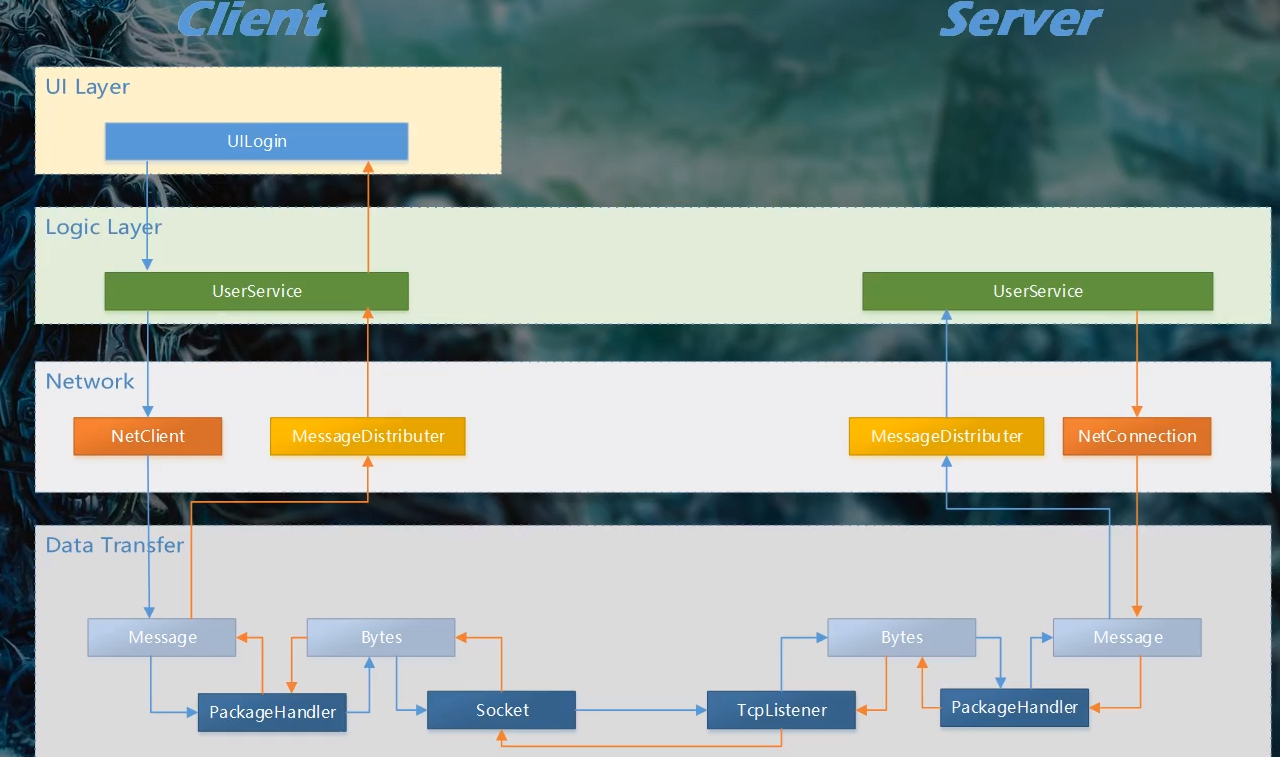 Client
Server
UI Layer
UILogin
Logic Layer
UserService
UserService
Network
NetClient
MessageDistributer
MessageDistributer
NetConnection
Data Transfer
Message
Bytes
Bytes
Message
PackageHandler
Socket
TcpListener
PackageHandler